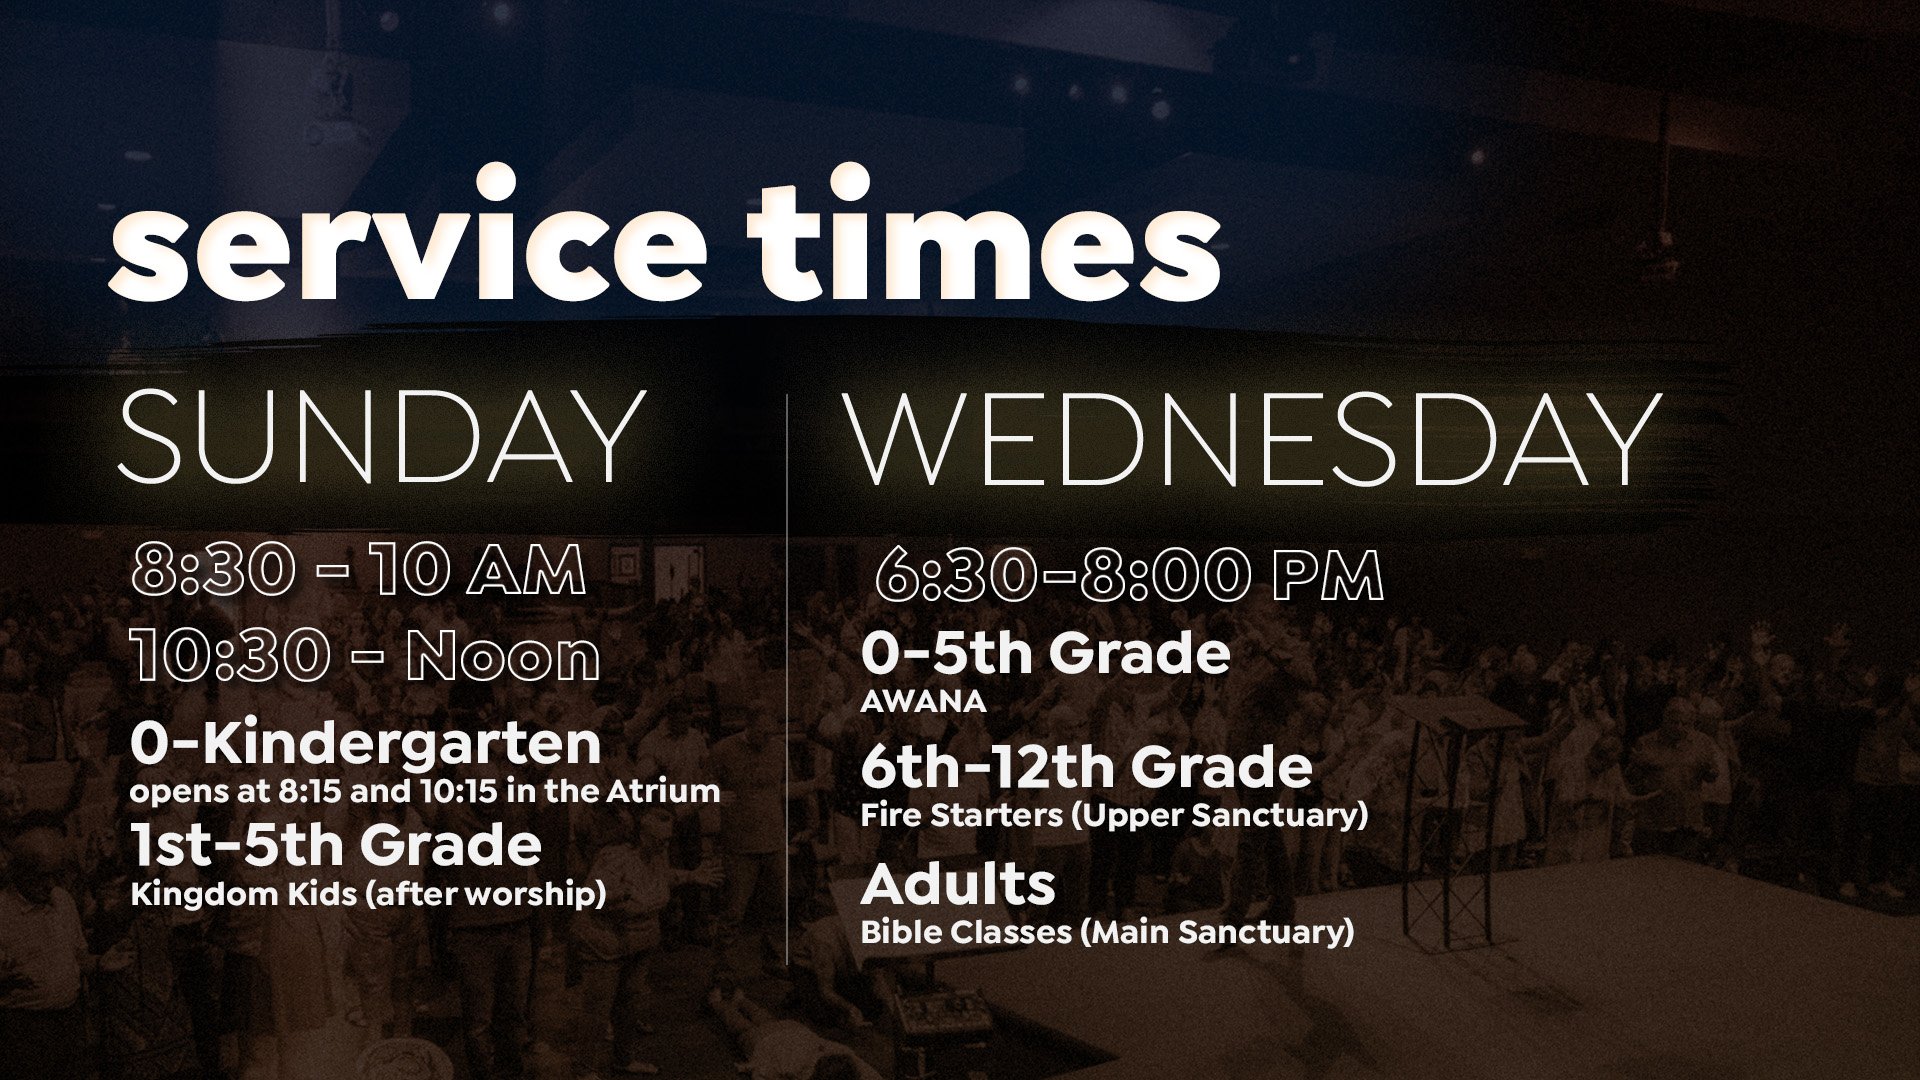 service times
SUNDAY
8:30 - 10 AM
10:30 - Noon
0-Kindergarten
opens at 8:15 and 10:15 in the Atrium
1st-5th Grade
Kingdom Kids (after worship)
WEDNESDAY
6:30-8:00 PM
0-5th Grade
AWANA
6th-12th Grade
Fire Starters (Upper Sanctuary)
Adults
Bible Classes (Main Sanctuary)